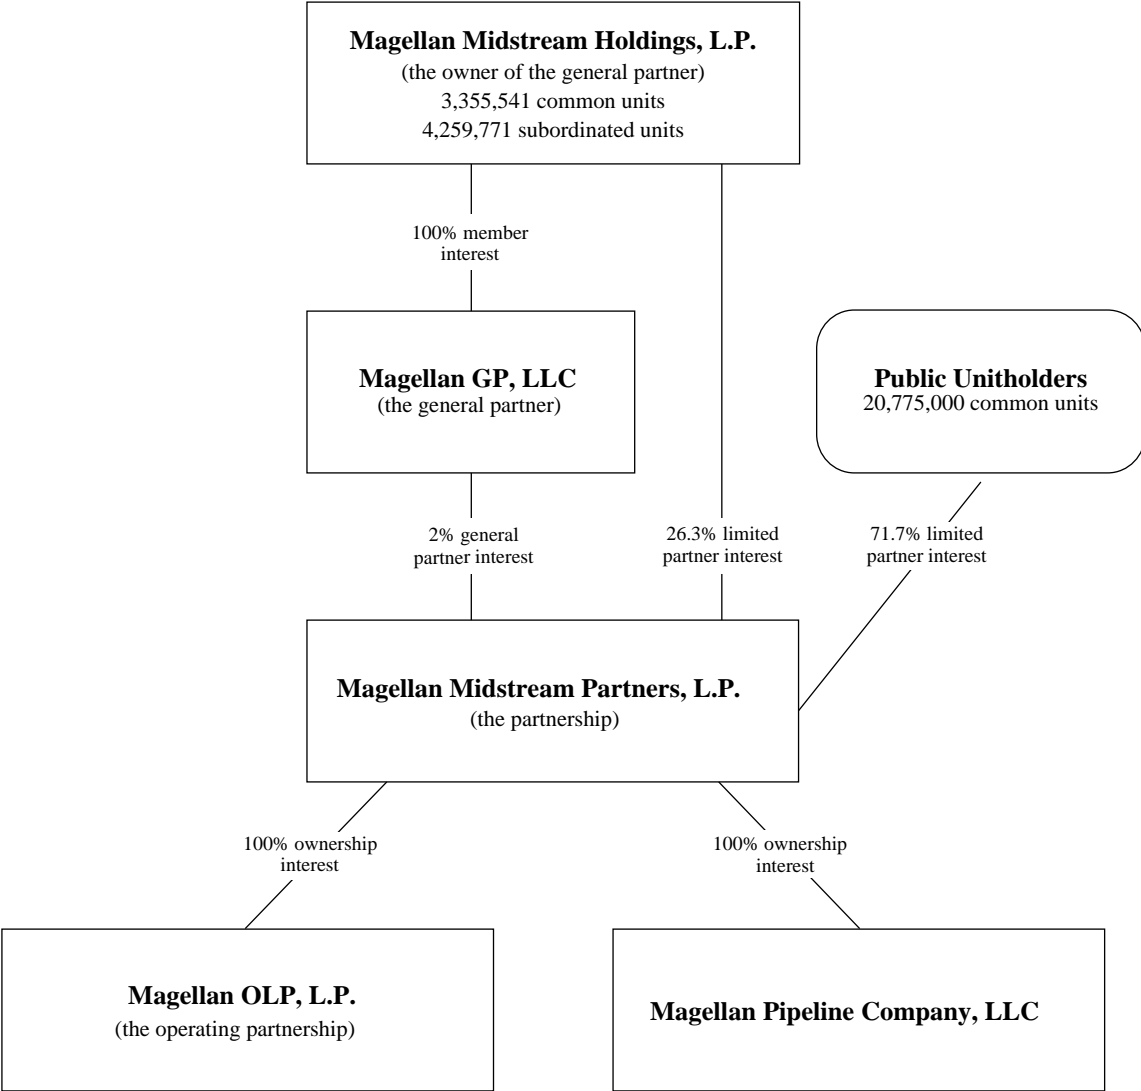 Magellan Midstream Holdings, L.P.
(the owner of the general partner)
3,355,541 common units
4,259,771 subordinated units
100% member
interest
Magellan GP, LLC
(the general partner)
Public Unitholders
20,775,000 common units
2% general
partner interest
26.3% limited
partner interest
71.7% limited
partner interest
Magellan Midstream Partners, L.P.
(the partnership)
100% ownership
interest
100% ownership
interest
Magellan OLP, L.P.
(the operating partnership)
Magellan Pipeline Company, LLC